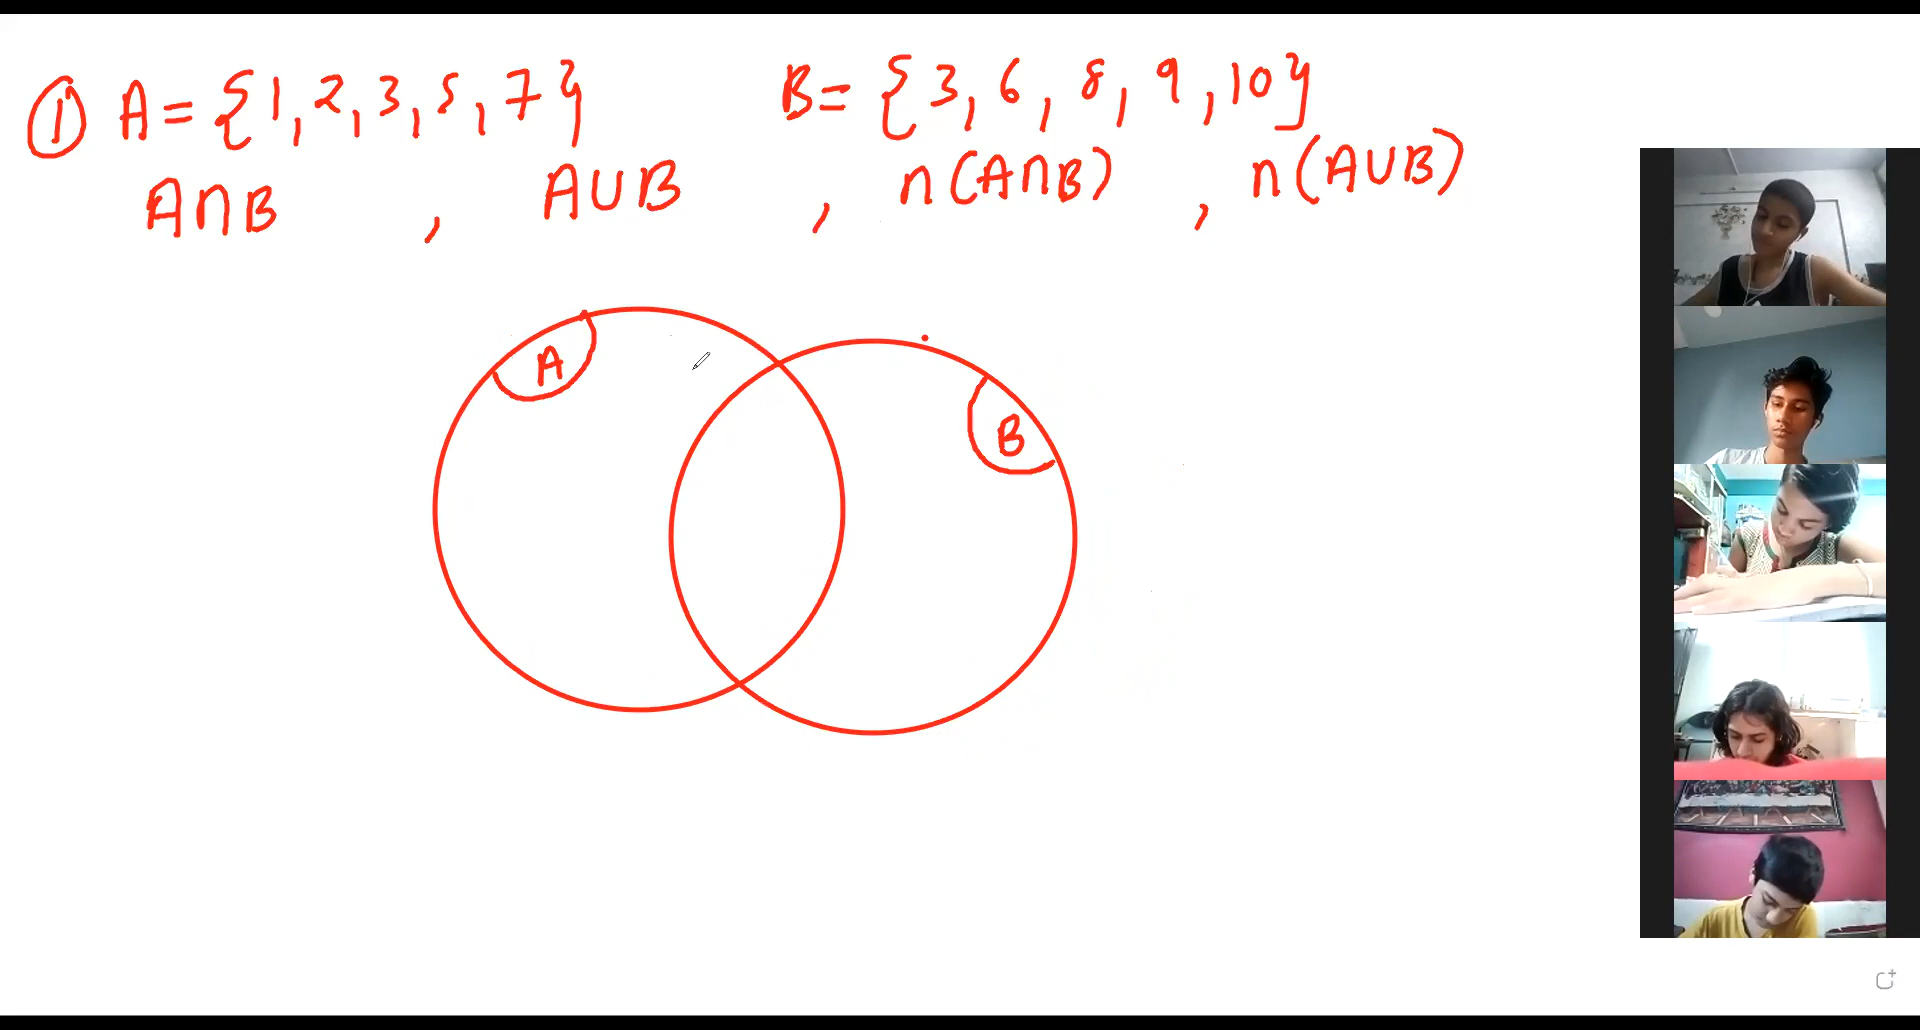 ① A = {1, 2, 3, 5, 7} B = {3, 6, 8, 9, 10}
A∩B , A∪B , n(A∩B) , n(A∪B)
A
B